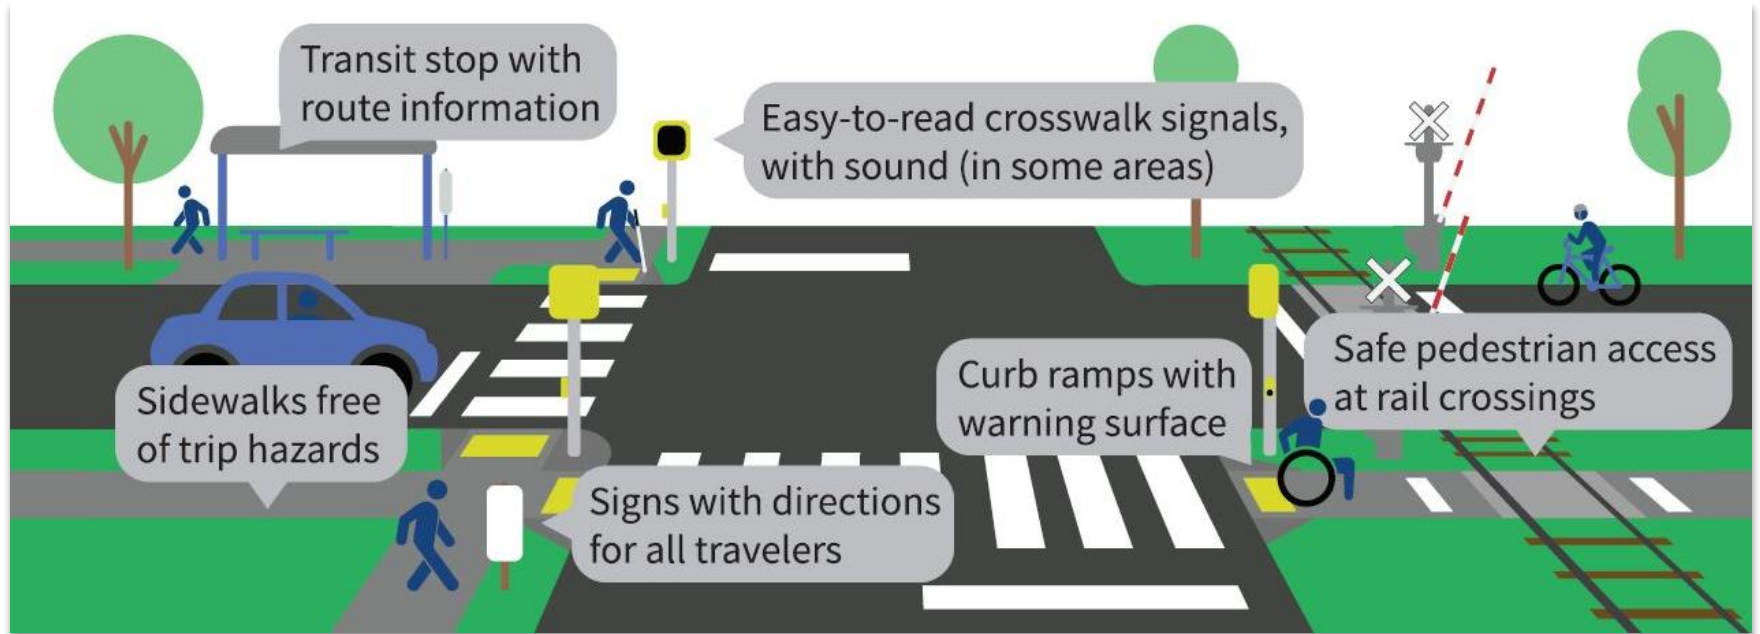 Transit stop with
route information
Easy-to-read crosswalk signals,
with sound (in some areas)
Safe pedestrian access
at rail crossings
Curb ramps with
warning surface
Sidewalks free
of trip hazards
Signs with directions
for all travelers